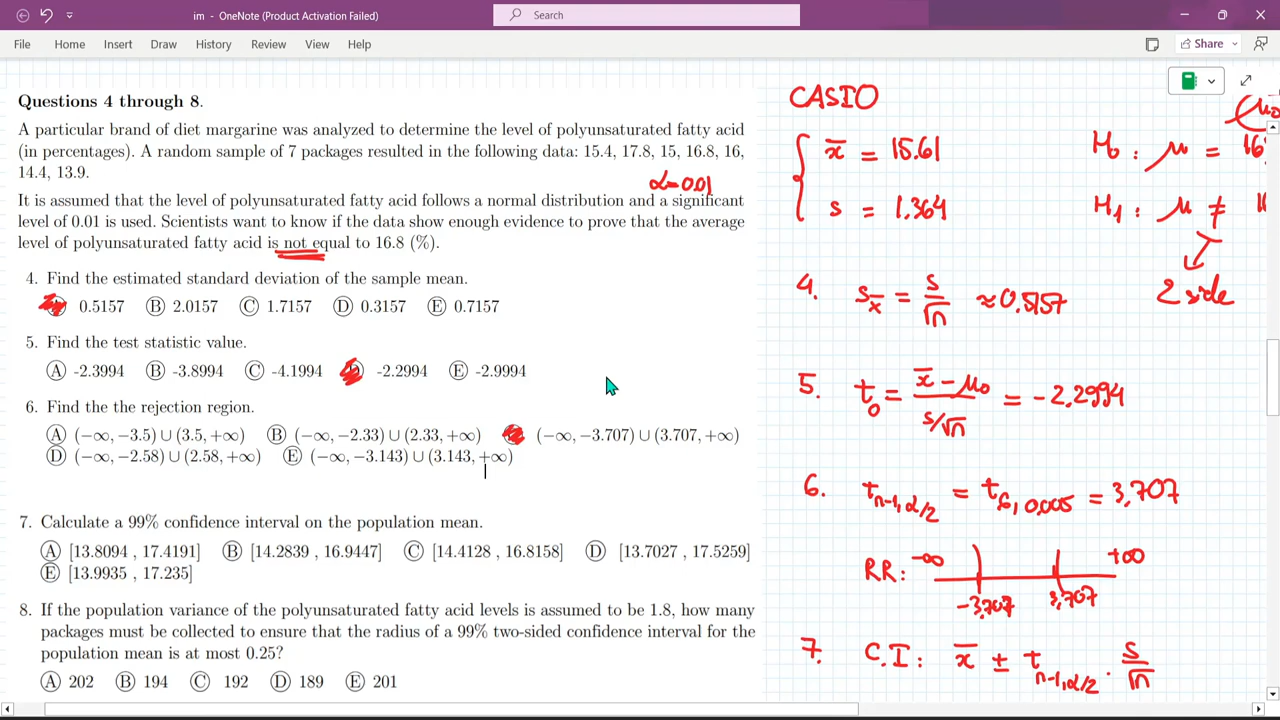 im - OneNote (Product Activation Failed)
Search
File Home Insert Draw History Review View Help
Share
Questions 4 through 8.
A particular brand of diet margarine was analyzed to determine the level of polyunsaturated fatty acid
(in percentages). A random sample of 7 packages resulted in the following data: 15.4, 17.8, 15, 16.8, 16,
14.4, 13.9.
α=0.01
It is assumed that the level of polyunsaturated fatty acid follows a normal distribution and a significant
level of 0.01 is used. Scientists want to know if the data show enough evidence to prove that the average
level of polyunsaturated fatty acid is not equal to 16.8 (%).
4. Find the estimated standard deviation of the sample mean.
0.5157 Ⓑ 2.0157 Ⓒ 1.7157 Ⓓ 0.3157 Ⓔ 0.7157
5. Find the test statistic value.
Ⓐ -2.3994 Ⓑ -3.8994 Ⓒ -4.1994 -2.2994 Ⓔ -2.9994
6. Find the the rejection region.
Ⓐ (−∞, −3.5) ∪ (3.5, +∞) Ⓑ (−∞, −2.33) ∪ (2.33, +∞) (−∞, −3.707) ∪ (3.707, +∞)
Ⓓ (−∞, −2.58) ∪ (2.58, +∞) Ⓔ (−∞, −3.143) ∪ (3.143, +∞)
7. Calculate a 99% confidence interval on the population mean.
Ⓐ [13.8094 , 17.4191] Ⓑ [14.2839 , 16.9447] Ⓒ [14.4128 , 16.8158] Ⓓ [13.7027 , 17.5259]
Ⓔ [13.9935 , 17.235]
8. If the population variance of the polyunsaturated fatty acid levels is assumed to be 1.8, how many
packages must be collected to ensure that the radius of a 99% two-sided confidence interval for the
population mean is at most 0.25?
Ⓐ 202 Ⓑ 194 Ⓒ 192 Ⓓ 189 Ⓔ 201
CASIO
x̄ = 15.61
s = 1.364
μ₀
H₀ : μ = 16
H₁ : μ ≠ 1
2 side
4. s_x̄ = s/√n ≈ 0.5157
5. t₀ = (x̄ − μ₀)/(s/√n) = −2.2994
6. t_n-1,α/2 = t_6,0.005 = 3,707
RR: −∞ +∞
−3,707 3,707
7. C.I: x̄ ± t_n-1,α/2 . s/√n